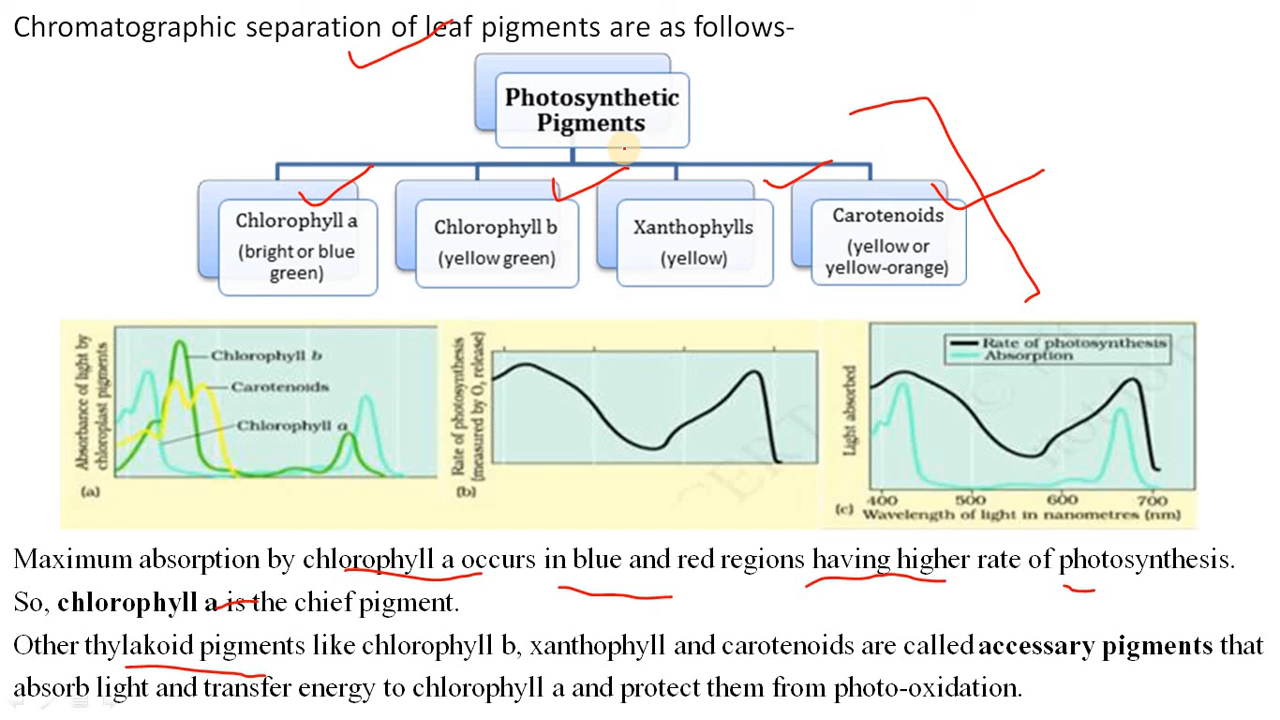 Chromatographic separation of leaf pigments are as follows-
Photosynthetic
Pigments
Chlorophyll a
(bright or blue
green)
Chlorophyll b
(yellow green)
Xanthophylls
(yellow)
Carotenoids
(yellow or
yellow-orange)
Absorbance of light by
chloroplast pigments
Chlorophyll b
Carotenoids
Chlorophyll a
(a)
Rate of photosynthesis
(measured by O₂ release)
(b)
Light absorbed
Rate of photosynthesis
Absorption
400 500 600 700
(c) Wavelength of light in nanometres (nm)
Maximum absorption by chlorophyll a occurs in blue and red regions having higher rate of photosynthesis.
So, chlorophyll a is the chief pigment.
Other thylakoid pigments like chlorophyll b, xanthophyll and carotenoids are called accessary pigments that
absorb light and transfer energy to chlorophyll a and protect them from photo-oxidation.